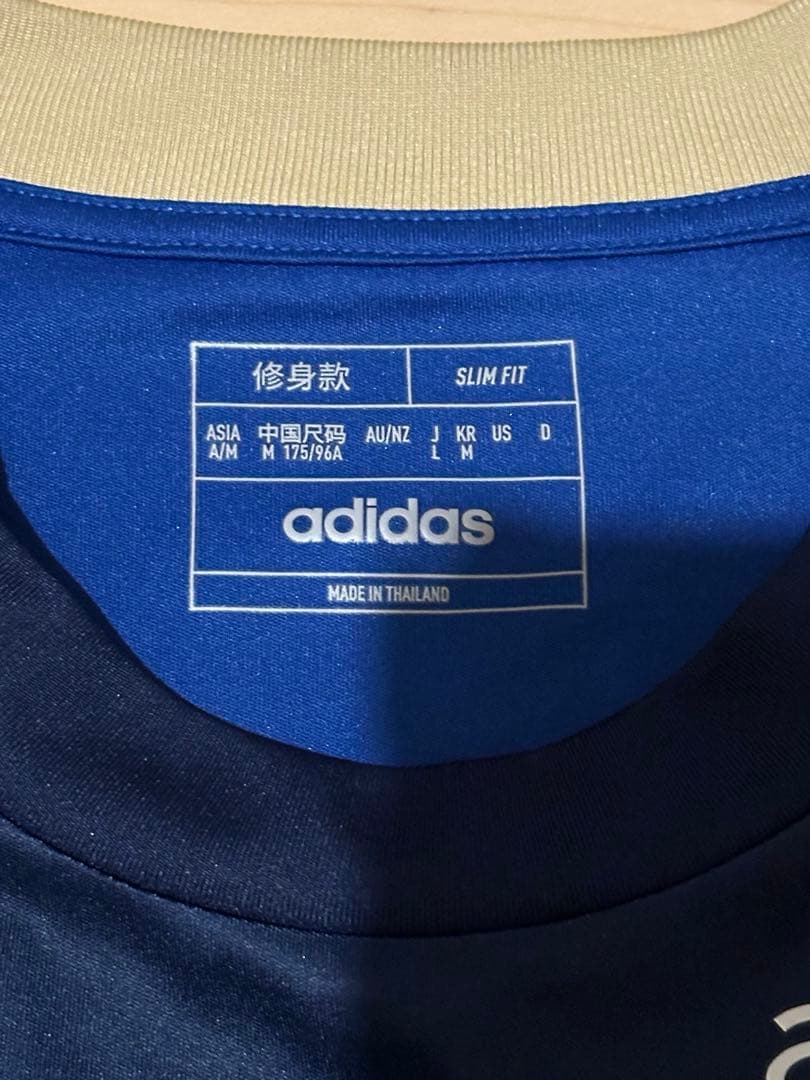 修身款 SLIM FIT
ASIA 中国尺码 AU/NZ J KR US D
A/M M 175/96A L M
adidas
MADE IN THAILAND